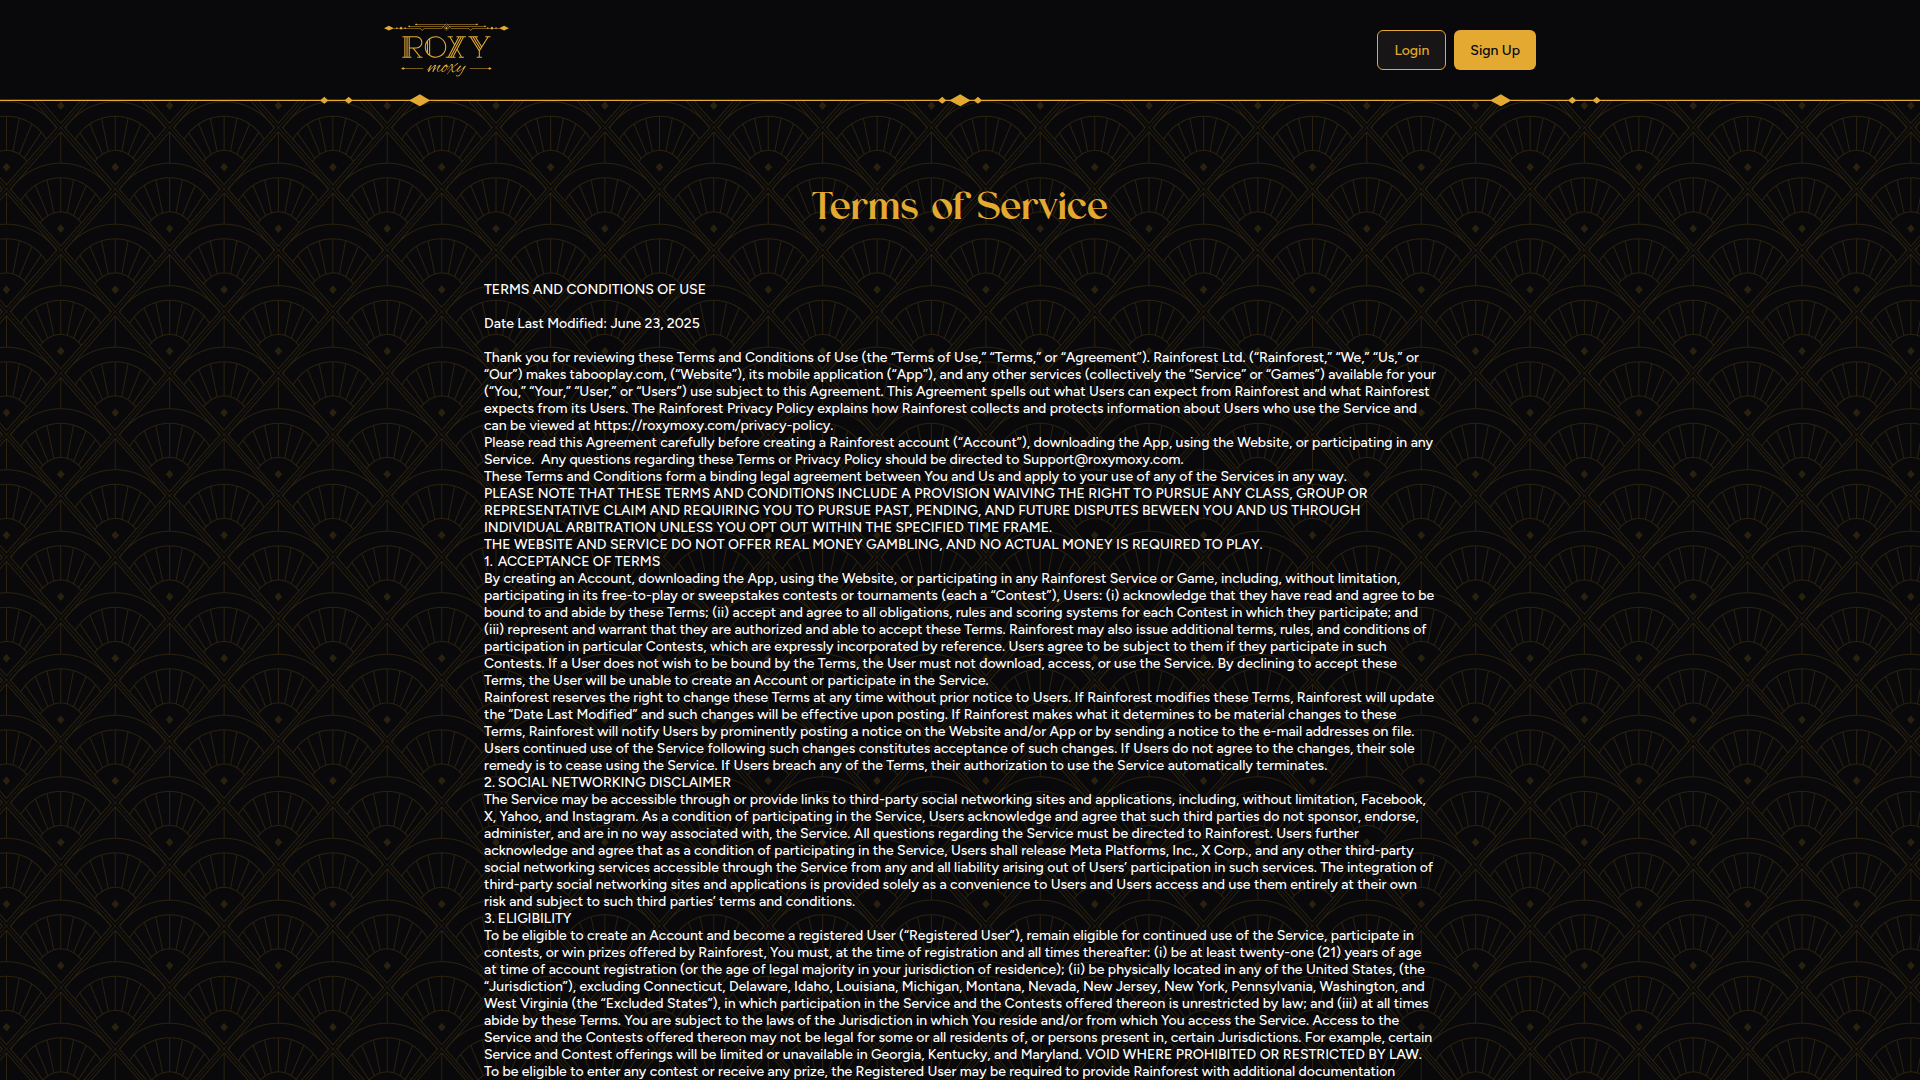 ROXY
moxy
Login
Sign Up
Terms of Service
TERMS AND CONDITIONS OF USE
Date Last Modified: June 23, 2025
Thank you for reviewing these Terms and Conditions of Use (the “Terms of Use,” “Terms,” or “Agreement”). Rainforest Ltd. (“Rainforest,” “We,” “Us,” or
“Our”) makes tabooplay.com, (“Website”), its mobile application (“App”), and any other services (collectively the “Service” or “Games”) available for your
(“You,” “Your,” “User,” or “Users”) use subject to this Agreement. This Agreement spells out what Users can expect from Rainforest and what Rainforest
expects from its Users. The Rainforest Privacy Policy explains how Rainforest collects and protects information about Users who use the Service and
can be viewed at https://roxymoxy.com/privacy-policy.
Please read this Agreement carefully before creating a Rainforest account (“Account”), downloading the App, using the Website, or participating in any
Service.  Any questions regarding these Terms or Privacy Policy should be directed to Support@roxymoxy.com.
These Terms and Conditions form a binding legal agreement between You and Us and apply to your use of any of the Services in any way.
PLEASE NOTE THAT THESE TERMS AND CONDITIONS INCLUDE A PROVISION WAIVING THE RIGHT TO PURSUE ANY CLASS, GROUP OR
REPRESENTATIVE CLAIM AND REQUIRING YOU TO PURSUE PAST, PENDING, AND FUTURE DISPUTES BEWEEN YOU AND US THROUGH
INDIVIDUAL ARBITRATION UNLESS YOU OPT OUT WITHIN THE SPECIFIED TIME FRAME.
THE WEBSITE AND SERVICE DO NOT OFFER REAL MONEY GAMBLING, AND NO ACTUAL MONEY IS REQUIRED TO PLAY.
1. ACCEPTANCE OF TERMS
By creating an Account, downloading the App, using the Website, or participating in any Rainforest Service or Game, including, without limitation,
participating in its free-to-play or sweepstakes contests or tournaments (each a “Contest”), Users: (i) acknowledge that they have read and agree to be
bound to and abide by these Terms; (ii) accept and agree to all obligations, rules and scoring systems for each Contest in which they participate; and
(iii) represent and warrant that they are authorized and able to accept these Terms. Rainforest may also issue additional terms, rules, and conditions of
participation in particular Contests, which are expressly incorporated by reference. Users agree to be subject to them if they participate in such
Contests. If a User does not wish to be bound by the Terms, the User must not download, access, or use the Service. By declining to accept these
Terms, the User will be unable to create an Account or participate in the Service.
Rainforest reserves the right to change these Terms at any time without prior notice to Users. If Rainforest modifies these Terms, Rainforest will update
the “Date Last Modified” and such changes will be effective upon posting. If Rainforest makes what it determines to be material changes to these
Terms, Rainforest will notify Users by prominently posting a notice on the Website and/or App or by sending a notice to the e-mail addresses on file.
Users continued use of the Service following such changes constitutes acceptance of such changes. If Users do not agree to the changes, their sole
remedy is to cease using the Service. If Users breach any of the Terms, their authorization to use the Service automatically terminates.
2. SOCIAL NETWORKING DISCLAIMER
The Service may be accessible through or provide links to third-party social networking sites and applications, including, without limitation, Facebook,
X, Yahoo, and Instagram. As a condition of participating in the Service, Users acknowledge and agree that such third parties do not sponsor, endorse,
administer, and are in no way associated with, the Service. All questions regarding the Service must be directed to Rainforest. Users further
acknowledge and agree that as a condition of participating in the Service, Users shall release Meta Platforms, Inc., X Corp., and any other third-party
social networking services accessible through the Service from any and all liability arising out of Users’ participation in such services. The integration of
third-party social networking sites and applications is provided solely as a convenience to Users and Users access and use them entirely at their own
risk and subject to such third parties’ terms and conditions.
3. ELIGIBILITY
To be eligible to create an Account and become a registered User (“Registered User”), remain eligible for continued use of the Service, participate in
contests, or win prizes offered by Rainforest, You must, at the time of registration and all times thereafter: (i) be at least twenty-one (21) years of age
at time of account registration (or the age of legal majority in your jurisdiction of residence); (ii) be physically located in any of the United States, (the
“Jurisdiction”), excluding Connecticut, Delaware, Idaho, Louisiana, Michigan, Montana, Nevada, New Jersey, New York, Pennsylvania, Washington, and
West Virginia (the “Excluded States”), in which participation in the Service and the Contests offered thereon is unrestricted by law; and (iii) at all times
abide by these Terms. You are subject to the laws of the Jurisdiction in which You reside and/or from which You access the Service. Access to the
Service and the Contests offered thereon may not be legal for some or all residents of, or persons present in, certain Jurisdictions. For example, certain
Service and Contest offerings will be limited or unavailable in Georgia, Kentucky, and Maryland. VOID WHERE PROHIBITED OR RESTRICTED BY LAW.
To be eligible to enter any contest or receive any prize, the Registered User may be required to provide Rainforest with additional documentation